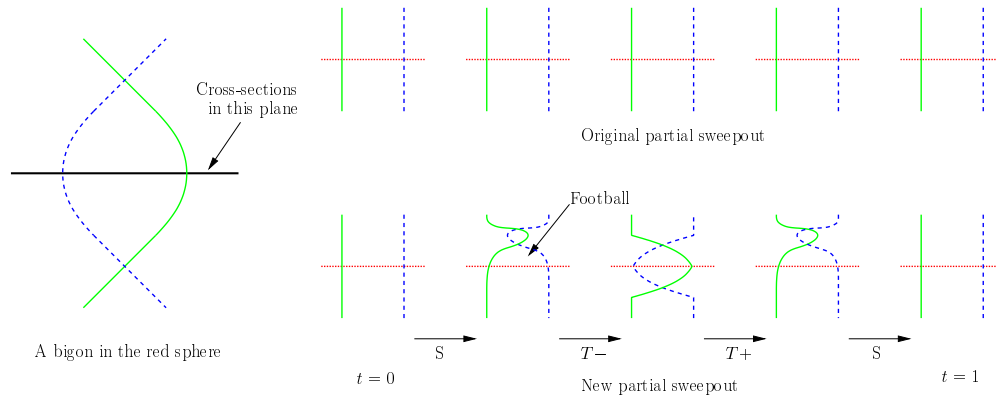 Cross-sections
in this plane
A bigon in the red sphere
Original partial sweepout
Football
S
T−
T+
S
t = 0
New partial sweepout
t = 1